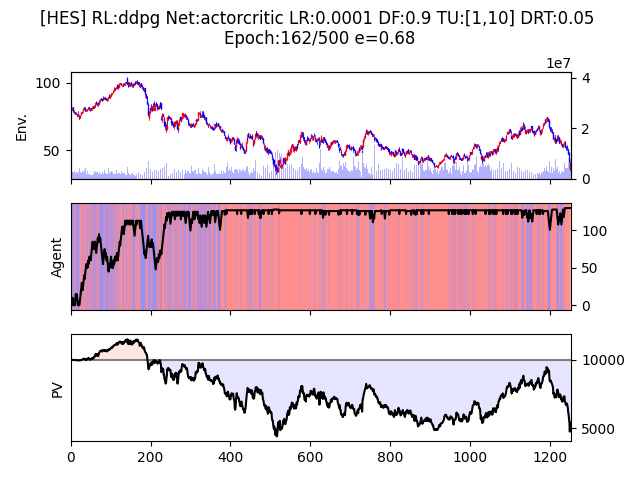 [HES] RL:ddpg Net:actorcritic LR:0.0001 DF:0.9 TU:[1,10] DRT:0.05
Epoch:162/500 e=0.68
1e7
100
50
Env.
4
2
0
Agent
100
50
0
PV
10000
5000
0 200 400 600 800 1000 1200